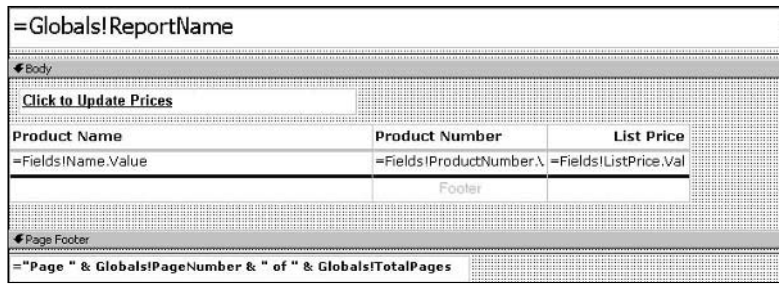 =Globals!ReportName
Body
Click to Update Prices
Product Name Product Number List Price
=Fields!Name.Value =Fields!ProductNumber.\ =Fields!ListPrice.Val
Footer
Page Footer
="Page " & Globals!PageNumber & " of " & Globals!TotalPages